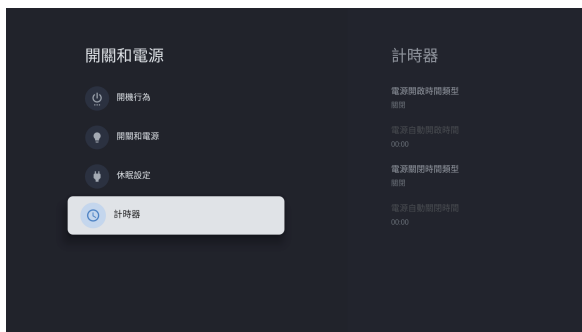 開關和電源
開機行為
開關和電源
休眠設定
計時器
計時器
電源開啟時間類型
關閉
電源自動開啟時間
00:00
電源關閉時間類型
關閉
電源自動關閉時間
00:00